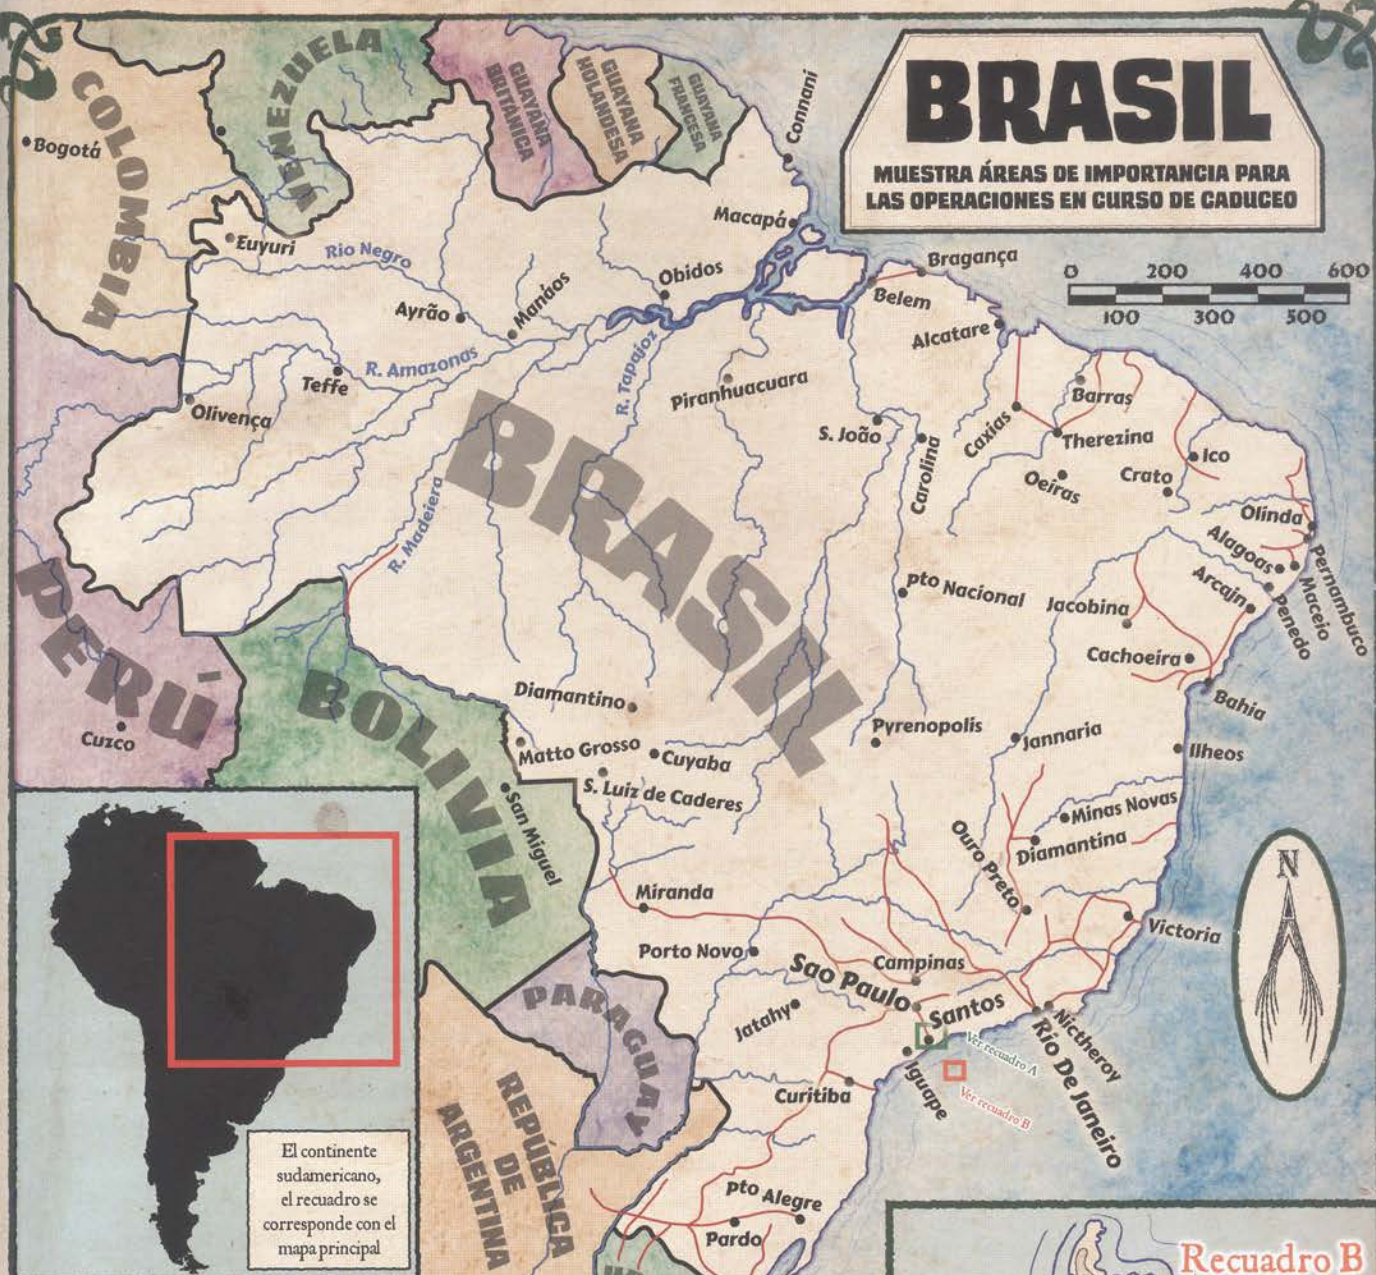 BRASIL
MUESTRA ÁREAS DE IMPORTANCIA PARA
LAS OPERACIONES EN CURSO DE CADUCEO
0 200 400 600
100 300 500
COLOMBIA
VENEZUELA
GUAYANA
BRITÁNICA
GUAYANA
HOLANDESA
GUAYANA
FRANCESA
Connani
Bogotá
Macapá
Euyuri
Rio Negro
Obidos
Bragança
Belem
Ayrão
Manáos
Alcatare
R. Amazonas
Teffe
R. Tapajoz
Piranhuacuara
Barras
Olivença
S. João
Carolina
Caxias
Therezina
Ico
Oeiras
Crato
BRASIL
R. Madeiera
Olinda
Alagoas
Pernambuco
Maceio
Arcajn
Penedo
pto Nacional
Jacobina
PERÚ
Cachoeira
BOLIVIA
Diamantino
Bahia
Cuzco
Matto Grosso
Cuyaba
Pyrenopolis
Jannaria
Ilheos
S. Luiz de Caderes
San Miguel
Minas Novas
Diamantina
Ouro Preto
N
Miranda
Victoria
Porto Novo
Campinas
Sao Paulo
PARAGUAY
Jatahy
Santos
Nictheroy
Rio De Janeiro
Ver recuadro A
Iguape
Ver recuadro B
Curitiba
REPÚBLICA
DE
ARGENTINA
El continente
sudamericano,
el recuadro se
corresponde con el
mapa principal
pto Alegre
Pardo
Recuadro B